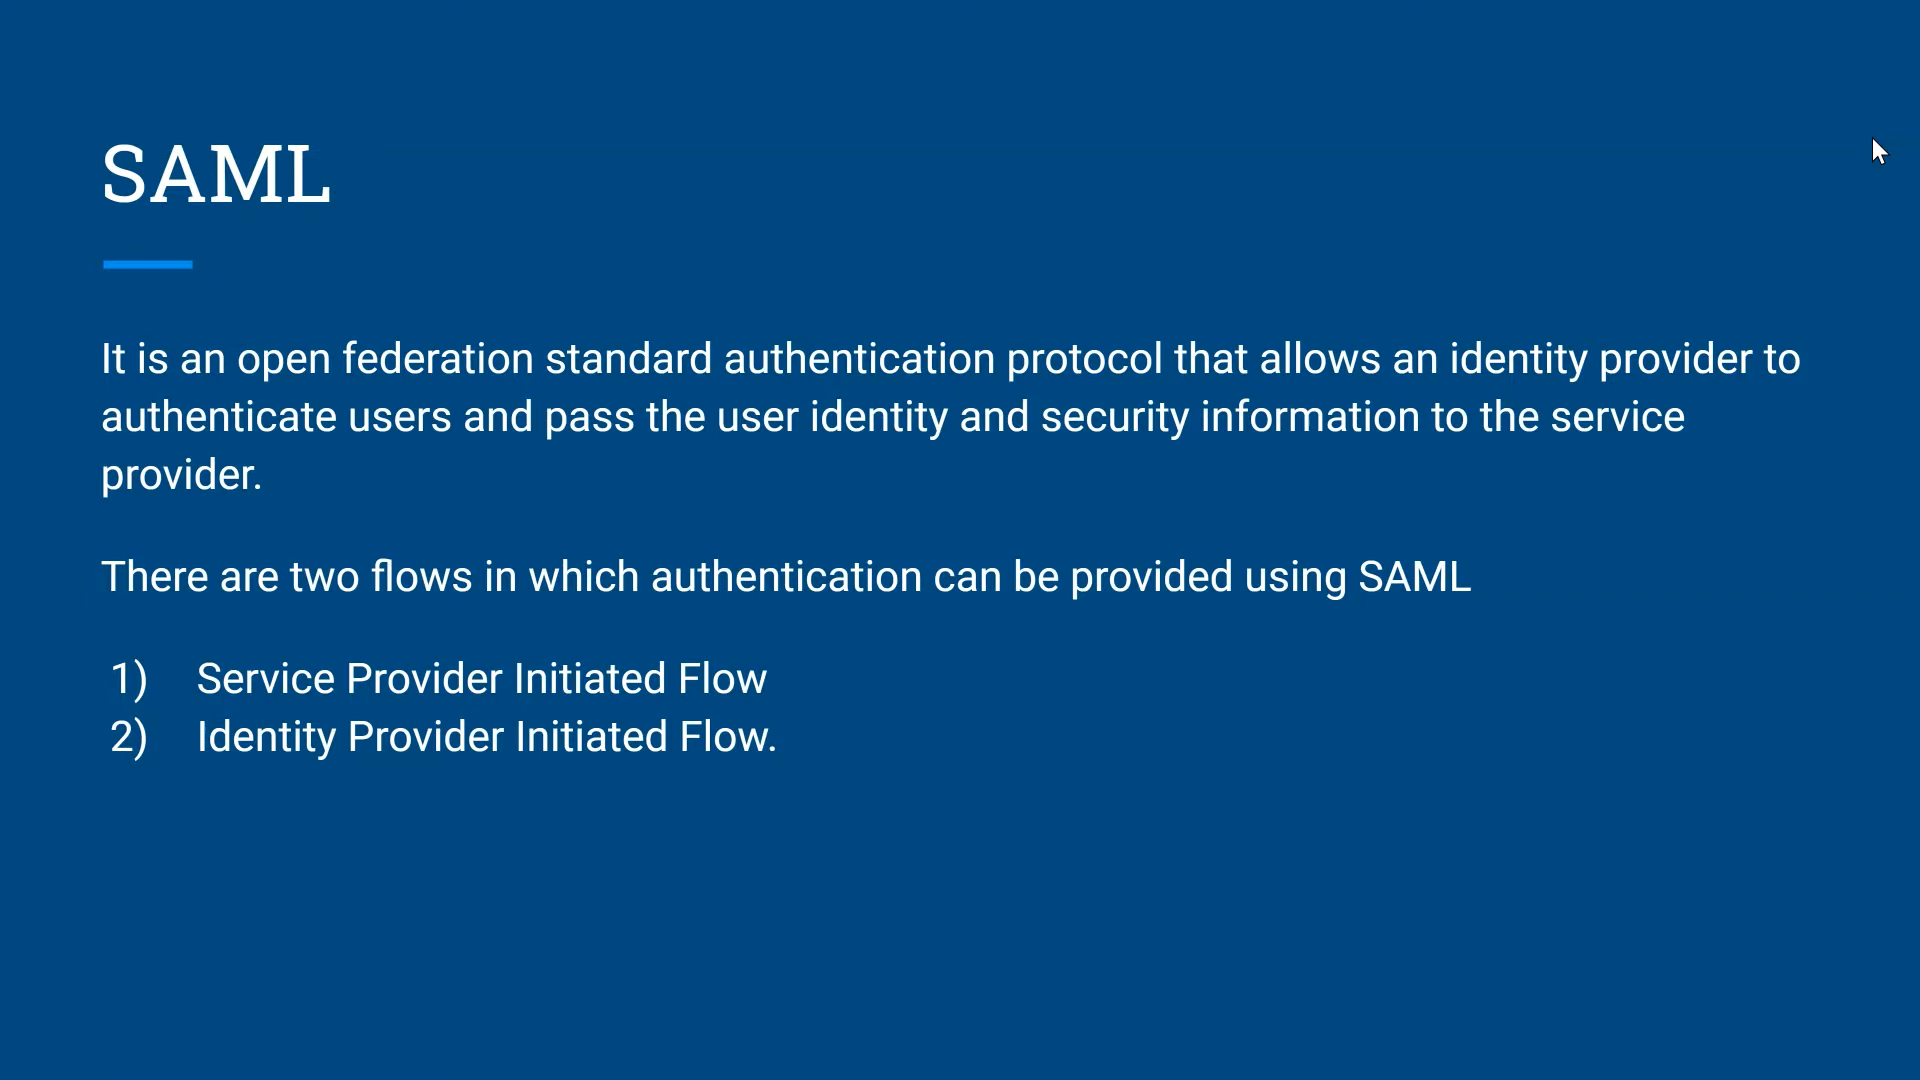 SAML
It is an open federation standard authentication protocol that allows an identity provider to
authenticate users and pass the user identity and security information to the service
provider.
There are two flows in which authentication can be provided using SAML
1) Service Provider Initiated Flow
2) Identity Provider Initiated Flow.